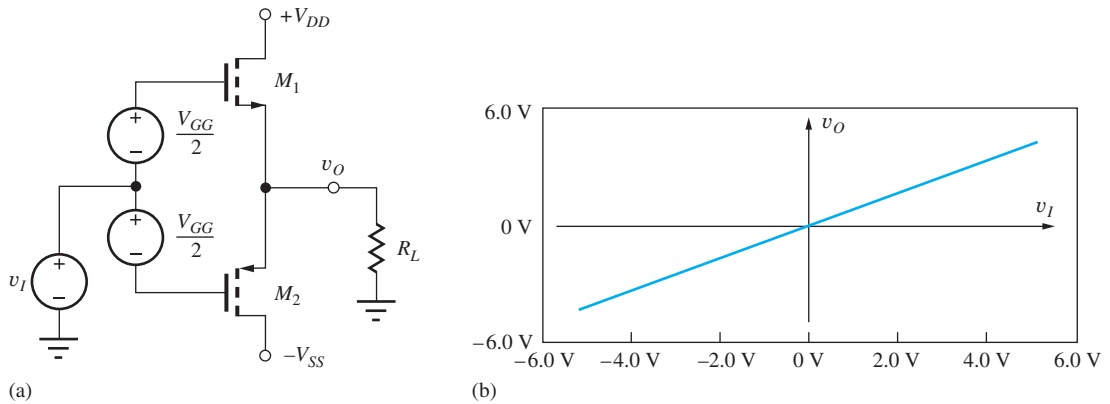 +V_DD
M_1
V_GG
2
v_O
V_GG
2
v_I
R_L
M_2
−V_SS
(a)
6.0 V
v_O
0 V
v_I
−6.0 V
−6.0 V
−4.0 V
−2.0 V
0 V
2.0 V
4.0 V
6.0 V
(b)